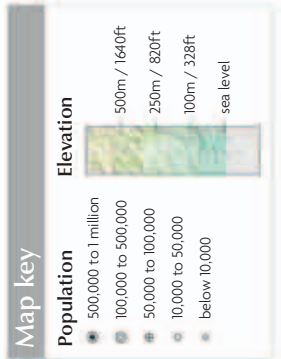 Map key
Population
500,000 to 1 million
100,000 to 500,000
50,000 to 100,000
10,000 to 50,000
below 10,000
Elevation
500m / 1640ft
250m / 820ft
100m / 328ft
sea level